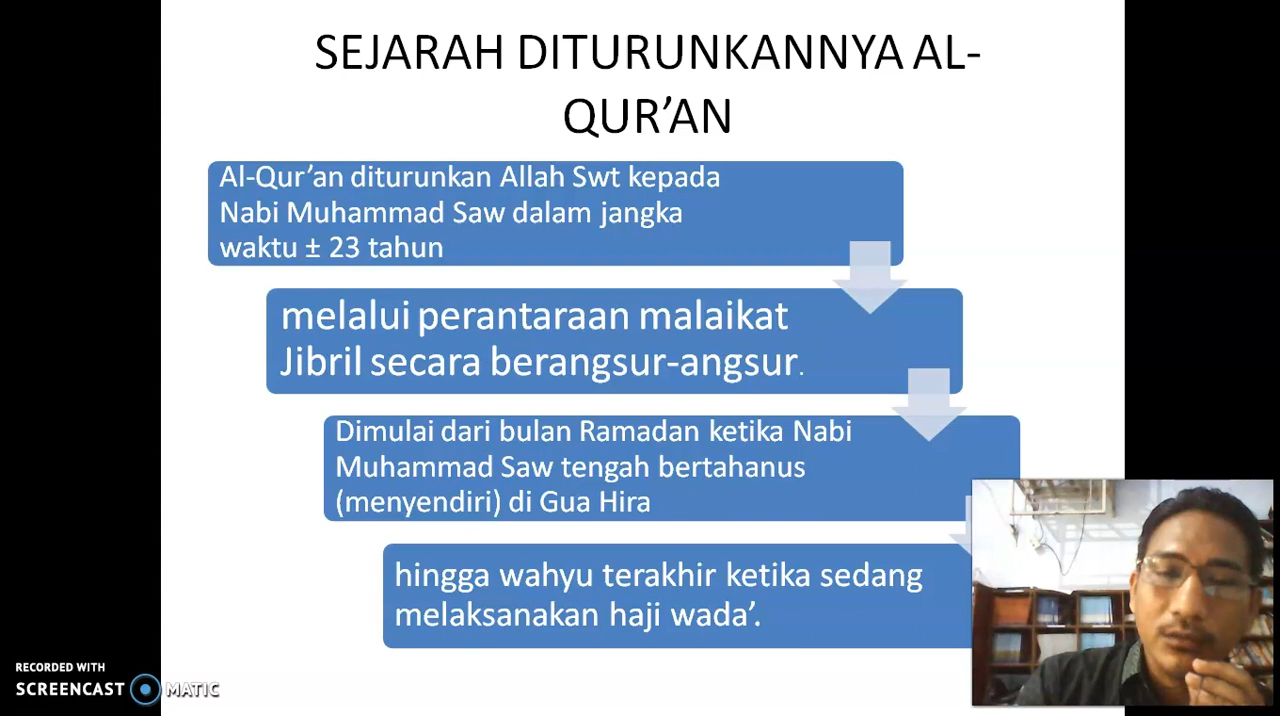 SEJARAH DITURUNKANNYA AL-
QUR’AN
Al-Qur’an diturunkan Allah Swt kepada
Nabi Muhammad Saw dalam jangka
waktu ± 23 tahun
melalui perantaraan malaikat
Jibril secara berangsur-angsur.
Dimulai dari bulan Ramadan ketika Nabi
Muhammad Saw tengah bertahanus
(menyendiri) di Gua Hira
hingga wahyu terakhir ketika sedang
melaksanakan haji wada’.
RECORDED WITH
SCREENCAST MATIC